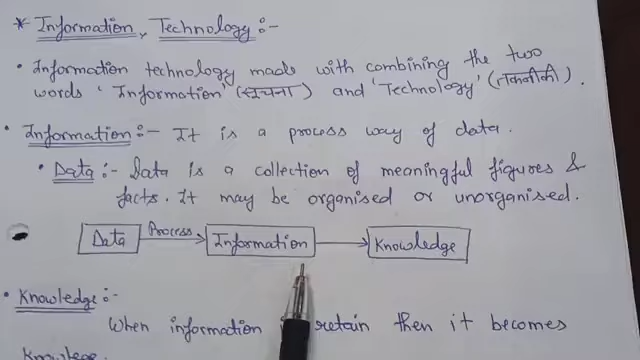 * Information, Technology :-
• Information technology made with combining the two
words 'Information' (सूचना) and 'Technology' (तकनीकी).
• Information :- It is a process way of data.
• Data :- Data is a collection of meaningful figures &
facts. It may be organised or unorganised.
Data Process Information Knowledge
• Knowledge :-
When information retain then it becomes